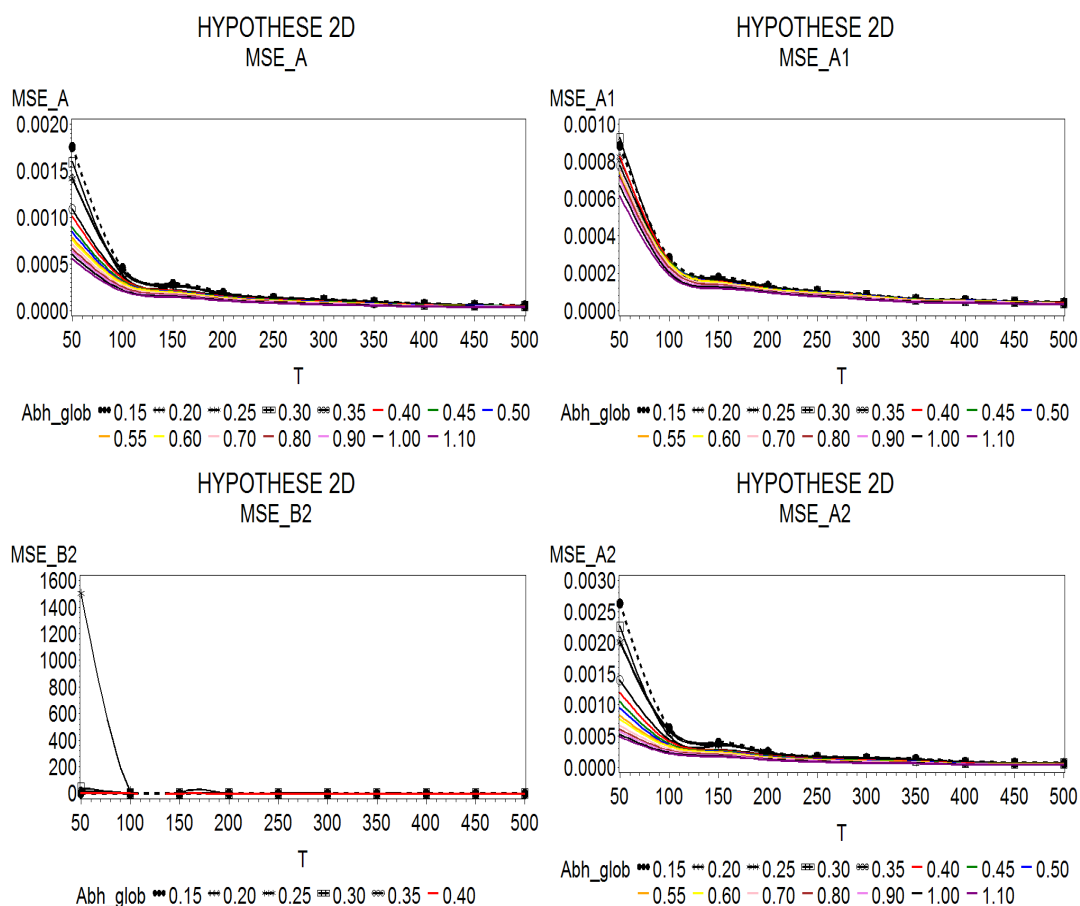 HYPOTHESE 2D
MSE_A
MSE_A
0.0020
0.0015
0.0010
0.0005
0.0000
50 100 150 200 250 300 350 400 450 500
T
Abh_glob 0.15 0.20 0.25 0.30 0.35 0.40 0.45 0.50
0.55 0.60 0.70 0.80 0.90 1.00 1.10
HYPOTHESE 2D
MSE_A1
MSE_A1
0.0010
0.0008
0.0006
0.0004
0.0002
0.0000
50 100 150 200 250 300 350 400 450 500
T
Abh_glob 0.15 0.20 0.25 0.30 0.35 0.40 0.45 0.50
0.55 0.60 0.70 0.80 0.90 1.00 1.10
HYPOTHESE 2D
MSE_B2
MSE_B2
1600
1400
1200
1000
800
600
400
200
0
50 100 150 200 250 300 350 400 450 500
T
Abh_glob 0.15 0.20 0.25 0.30 0.35 0.40
HYPOTHESE 2D
MSE_A2
MSE_A2
0.0030
0.0025
0.0020
0.0015
0.0010
0.0005
0.0000
50 100 150 200 250 300 350 400 450 500
T
Abh_glob 0.15 0.20 0.25 0.30 0.35 0.40 0.45 0.50
0.55 0.60 0.70 0.80 0.90 1.00 1.10